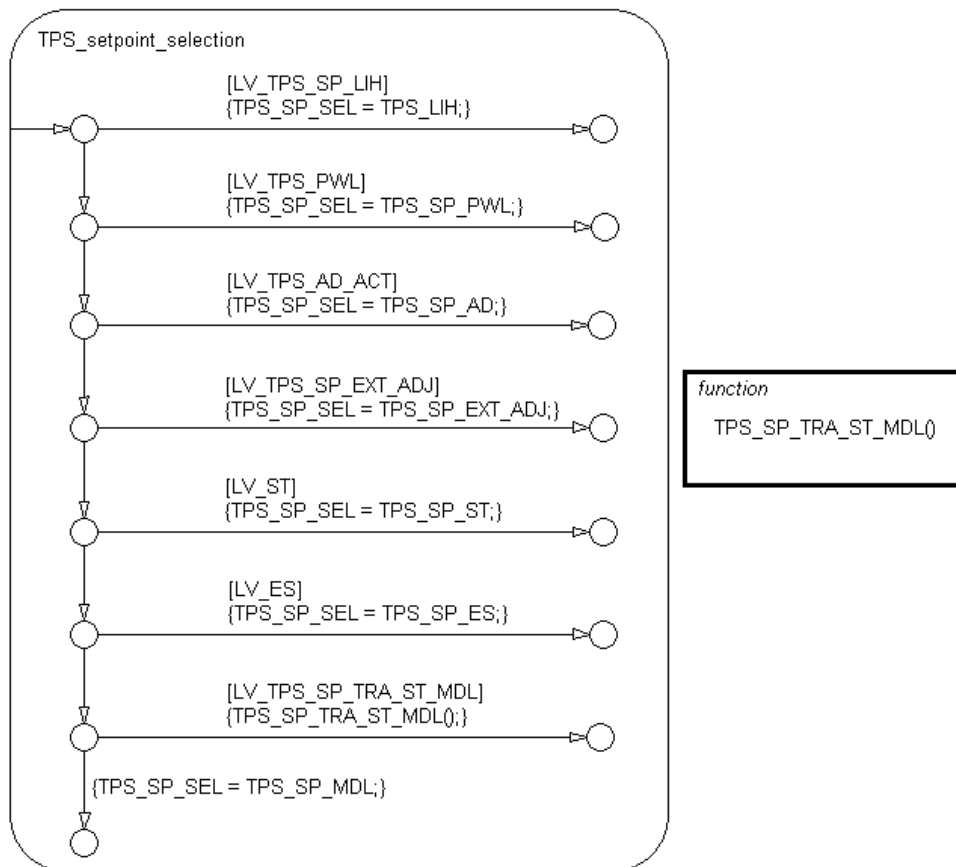 TPS_setpoint_selection
[LV_TPS_SP_LIH]
{TPS_SP_SEL = TPS_LIH;}
[LV_TPS_PWL]
{TPS_SP_SEL = TPS_SP_PWL;}
[LV_TPS_AD_ACT]
{TPS_SP_SEL = TPS_SP_AD;}
[LV_TPS_SP_EXT_ADJ]
{TPS_SP_SEL = TPS_SP_EXT_ADJ;}
function
TPS_SP_TRA_ST_MDL()
[LV_ST]
{TPS_SP_SEL = TPS_SP_ST;}
[LV_ES]
{TPS_SP_SEL = TPS_SP_ES;}
[LV_TPS_SP_TRA_ST_MDL]
{TPS_SP_TRA_ST_MDL();}
{TPS_SP_SEL = TPS_SP_MDL;}